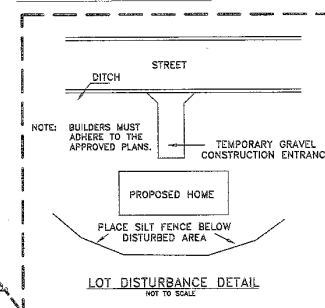 STREET
DITCH
NOTE: BUILDERS MUST
ADHERE TO THE
APPROVED PLANS.
TEMPORARY GRAVEL
CONSTRUCTION ENTRANC
PROPOSED HOME
PLACE SILT FENCE BELOW
DISTURBED AREA
LOT DISTURBANCE DETAIL
NOT TO SCALE